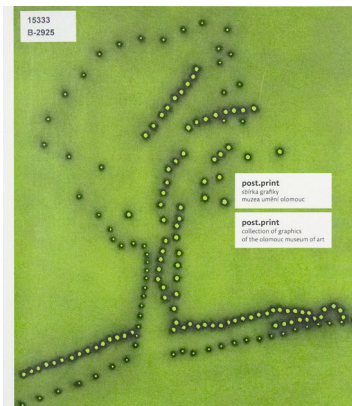 15333
B-2925
post.print
sbírka grafiky
muzea umění olomouc
post.print
collection of graphics
of the olomouc museum of art